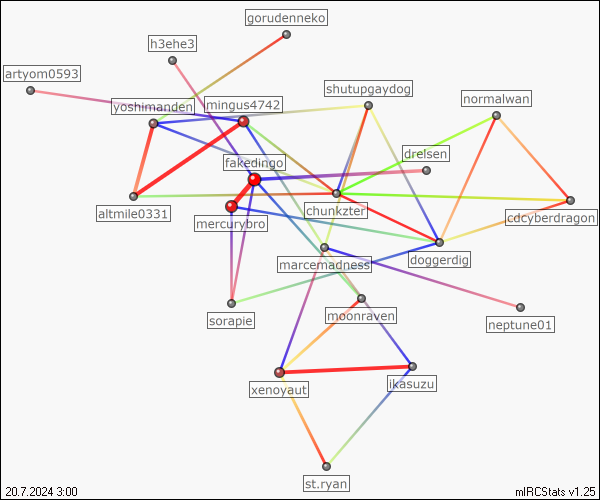 gorudenneko
h3ehe3
artyom0593
shutupgaydog
normalwan
yoshimanden
mingus4742
drelsen
fakedingo
altmile0331
mercurybro
chunkzter
cdcyberdragon
marcemadness
doggerdig
sorapie
moonraven
neptune01
xenoyaut
ikasuzu
st.ryan
20.7.2024 3:00
mIRCStats v1.25